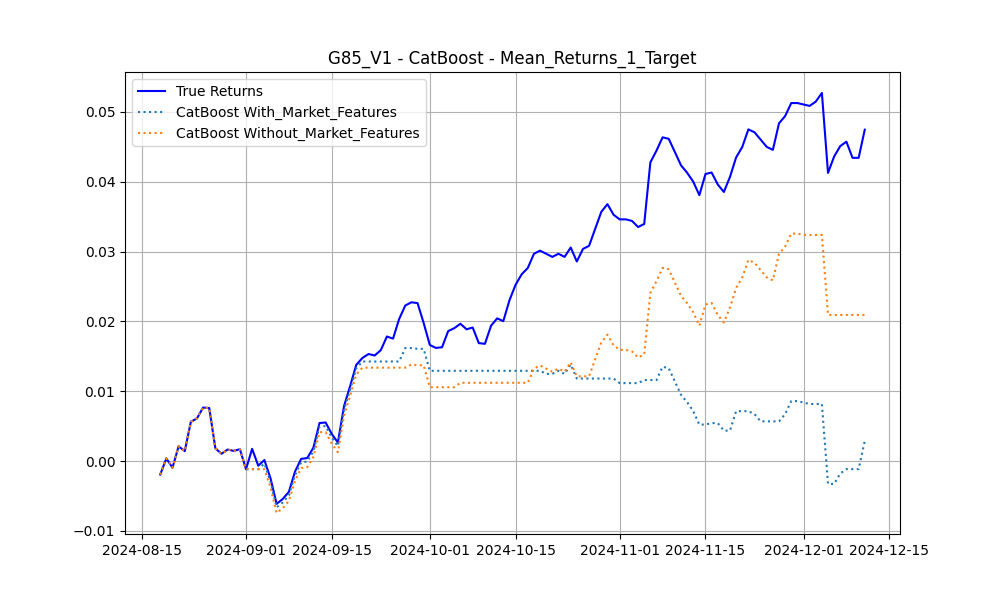 G85_V1 - CatBoost - Mean_Returns_1_Target
True Returns
CatBoost With_Market_Features
CatBoost Without_Market_Features
0.05
0.04
0.03
0.02
0.01
0.00
−0.01
2024-08-15 2024-09-01 2024-09-15 2024-10-01 2024-10-15 2024-11-01 2024-11-15 2024-12-01 2024-12-15